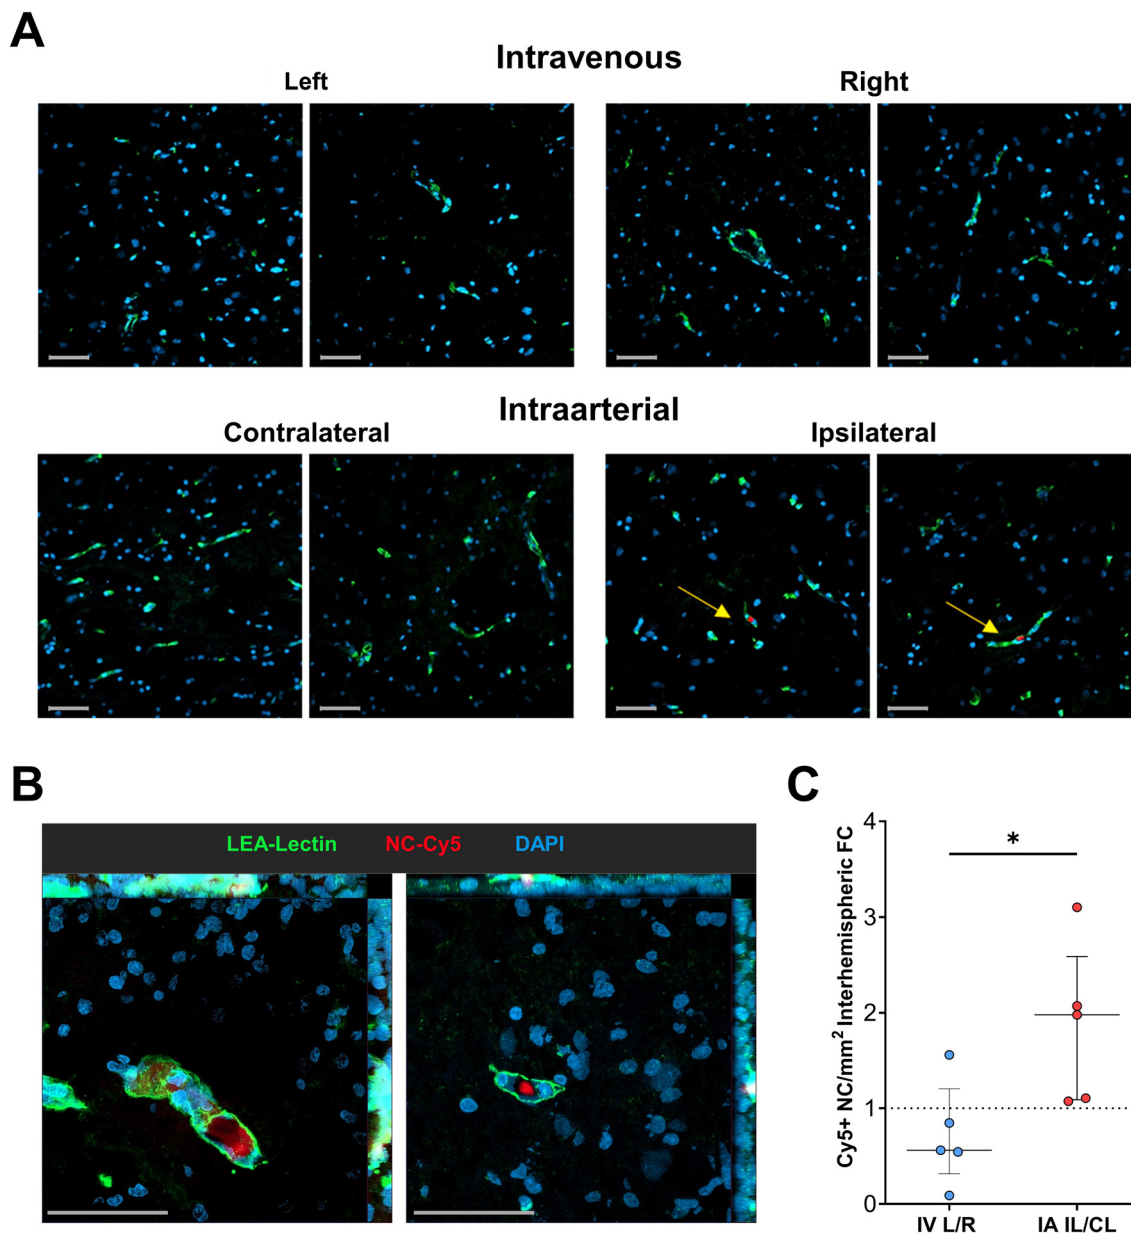 A
Intravenous
Left
Right
Intraarterial
Contralateral
Ipsilateral
B
LEA-Lectin NC-Cy5 DAPI
C
Cy5+ NC/mm² Interhemispheric FC
4
3
2
1
0
*
IV L/R
IA IL/CL